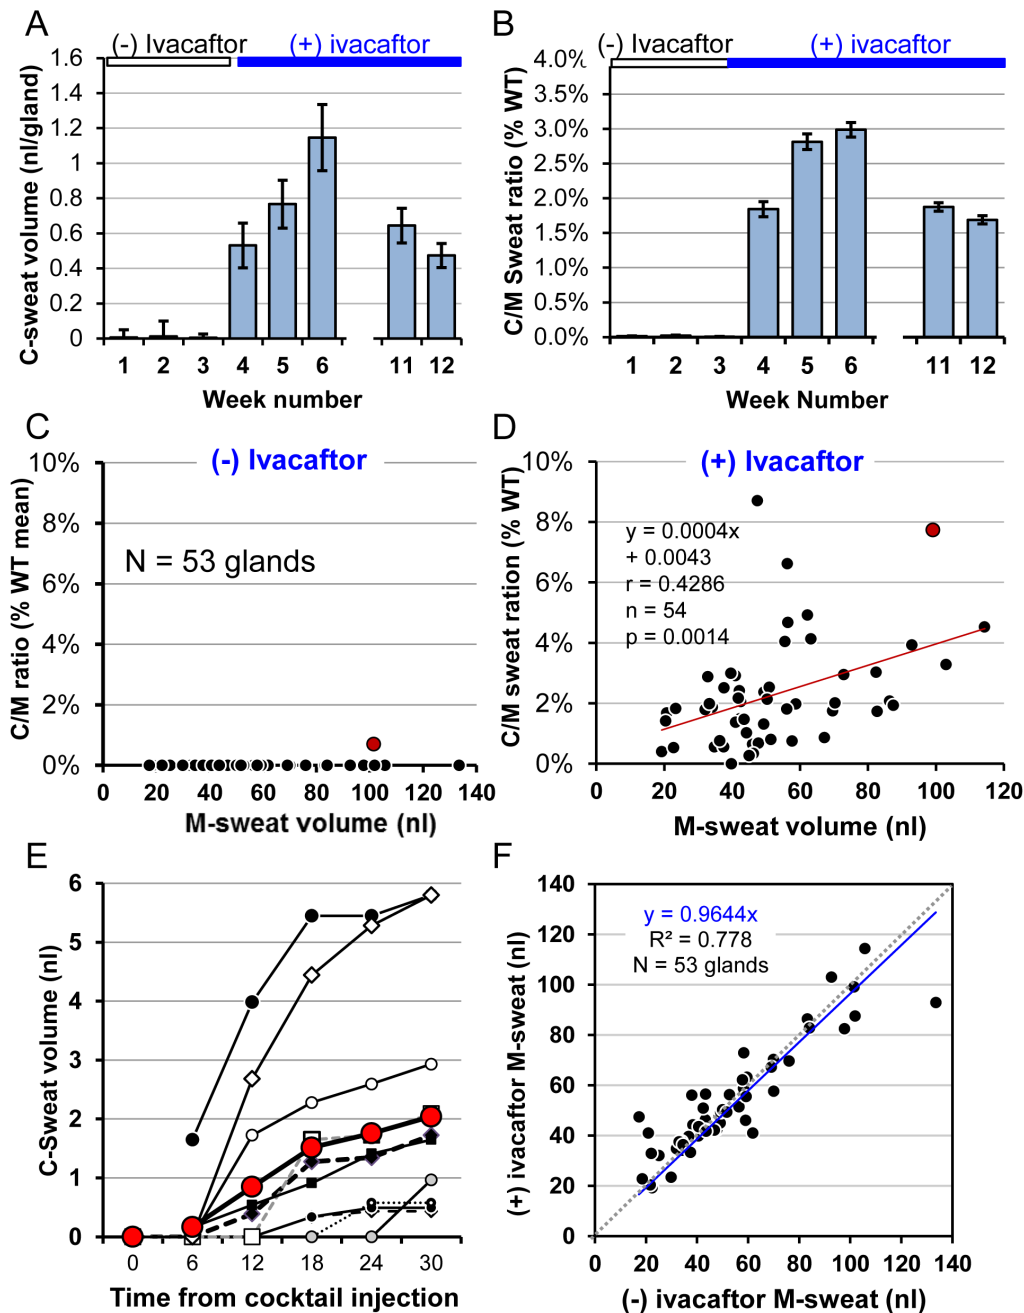 A
(-) Ivacaftor
(+) ivacaftor
C-sweat volume (nl/gland)
1.6
1.4
1.2
1
0.8
0.6
0.4
0.2
0
1 2 3 4 5 6 11 12
Week number
B
(-) Ivacaftor
(+) ivacaftor
C/M Sweat ratio (% WT)
4.0%
3.5%
3.0%
2.5%
2.0%
1.5%
1.0%
0.5%
0.0%
1 2 3 4 5 6 11 12
Week Number
C
(-) Ivacaftor
C/M ratio (% WT mean)
10%
8%
6%
4%
2%
0%
N = 53 glands
0 20 40 60 80 100 120 140
M-sweat volume (nl)
D
(+) Ivacaftor
C/M sweat ration (% WT)
10%
8%
6%
4%
2%
0%
y = 0.0004x
+ 0.0043
r = 0.4286
n = 54
p = 0.0014
0 20 40 60 80 100 120
M-sweat volume (nl)
E
C-Sweat volume (nl)
6
5
4
3
2
1
0
0 6 12 18 24 30
Time from cocktail injection
F
(+) ivacaftor M-sweat (nl)
140
120
100
80
60
40
20
0
y = 0.9644x
R² = 0.778
N = 53 glands
0 20 40 60 80 100 120 140
(-) ivacaftor M-sweat (nl)